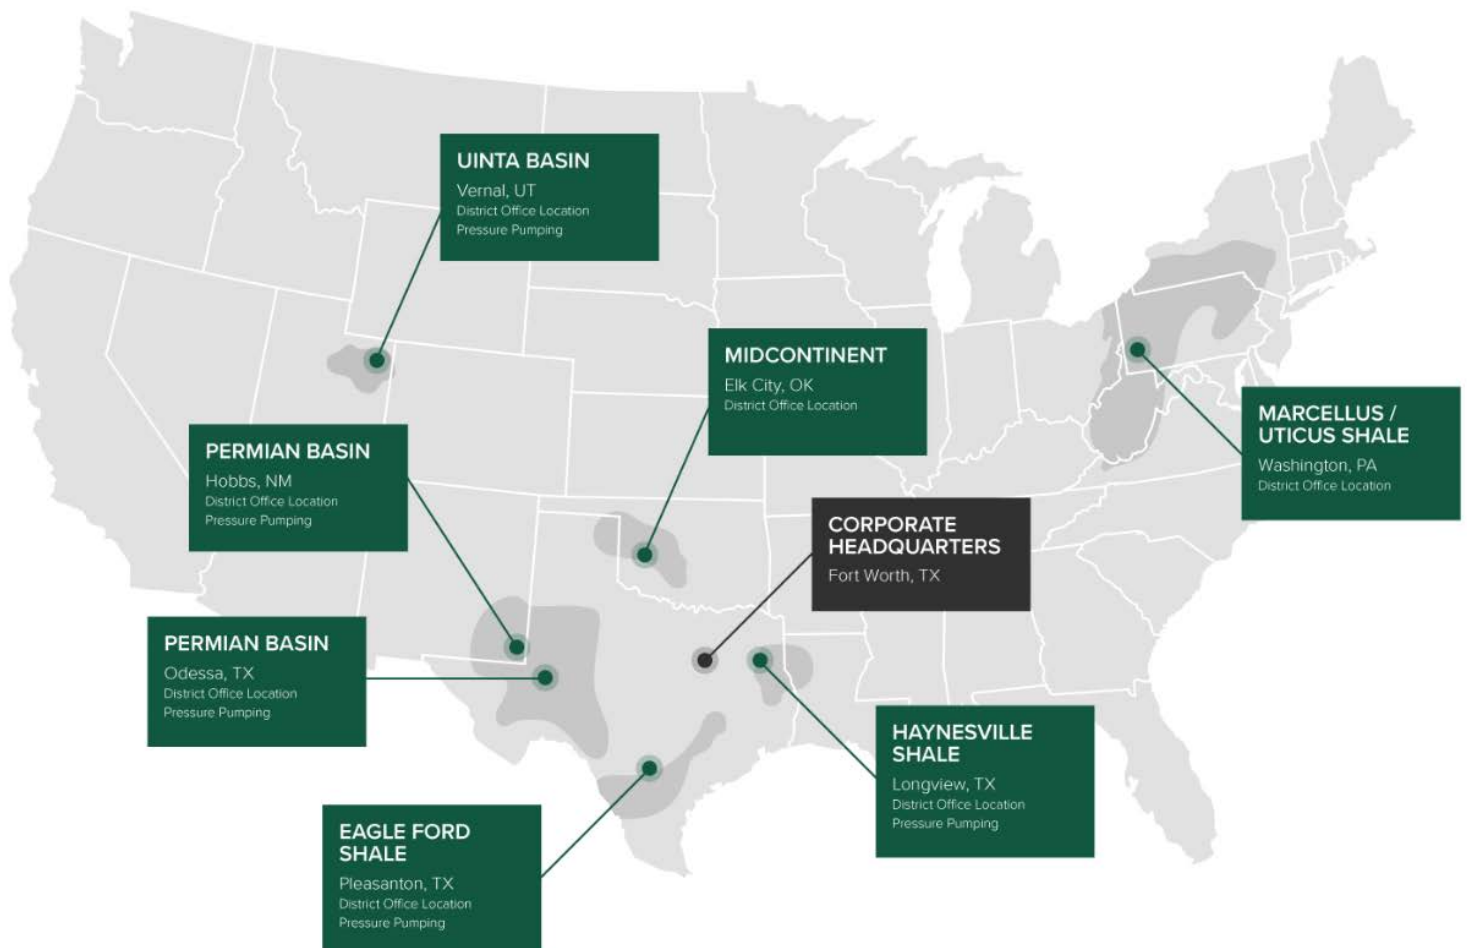 UINTA BASIN
Vernal, UT
District Office Location
Pressure Pumping
MIDCONTINENT
Elk City, OK
District Office Location
MARCELLUS /
UTICUS SHALE
Washington, PA
District Office Location
PERMIAN BASIN
Hobbs, NM
District Office Location
Pressure Pumping
CORPORATE
HEADQUARTERS
Fort Worth, TX
PERMIAN BASIN
Odessa, TX
District Office Location
Pressure Pumping
HAYNESVILLE
SHALE
Longview, TX
District Office Location
Pressure Pumping
EAGLE FORD
SHALE
Pleasanton, TX
District Office Location
Pressure Pumping